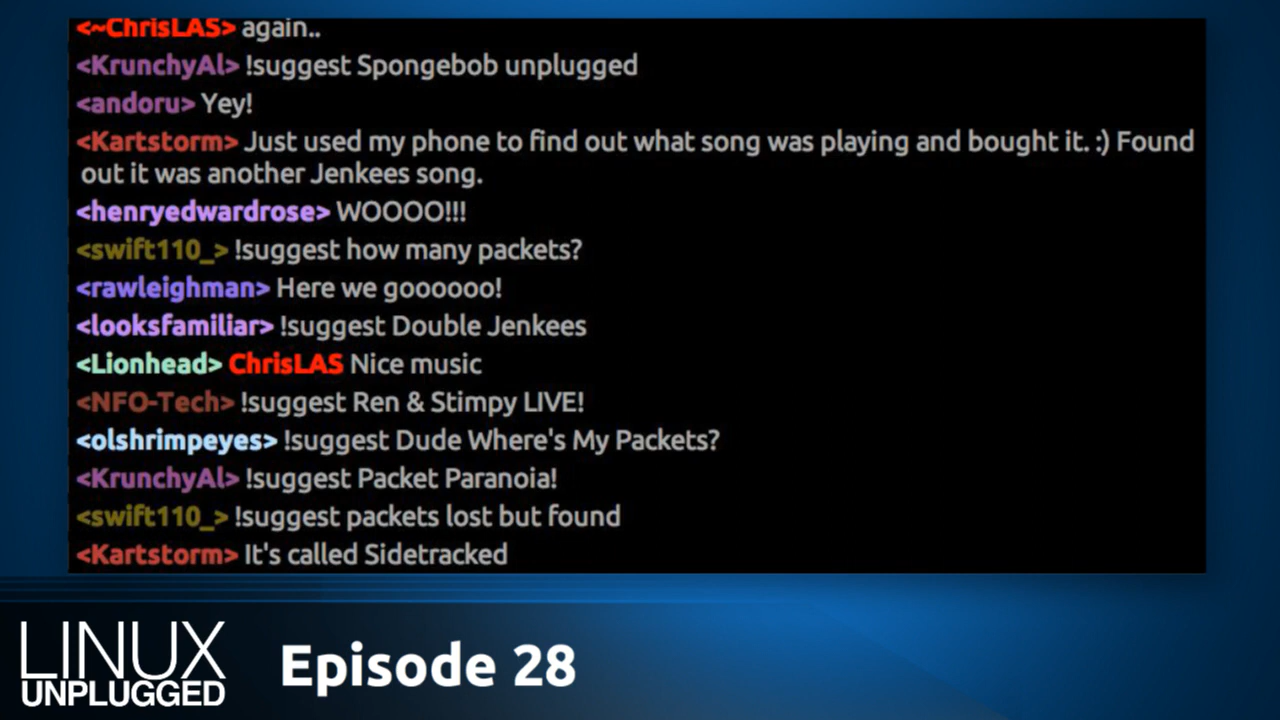 <~ChrisLAS> again..
<KrunchyAl> !suggest Spongebob unplugged
<andoru> Yey!
<Kartstorm> Just used my phone to find out what song was playing and bought it. :) Found
out it was another Jenkees song.
<henryedwardrose> WOOOO!!!
<swift110_> !suggest how many packets?
<rawleighman> Here we goooooo!
<looksfamiliar> !suggest Double Jenkees
<Lionhead> ChrisLAS Nice music
<NFO-Tech> !suggest Ren & Stimpy LIVE!
<olshrimpeyes> !suggest Dude Where's My Packets?
<KrunchyAl> !suggest Packet Paranoia!
<swift110_> !suggest packets lost but found
<Kartstorm> It's called Sidetracked
LINUX
UNPLUGGED
Episode 28